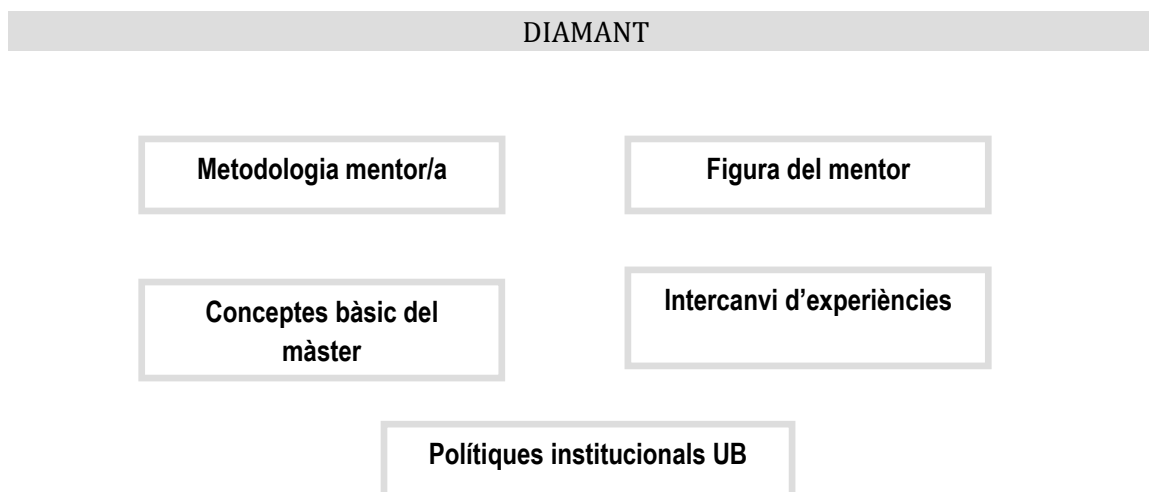 DIAMANT
Metodologia mentor/a
Figura del mentor
Conceptes bàsic del
màster
Intercanvi d’experiències
Polítiques institucionals UB